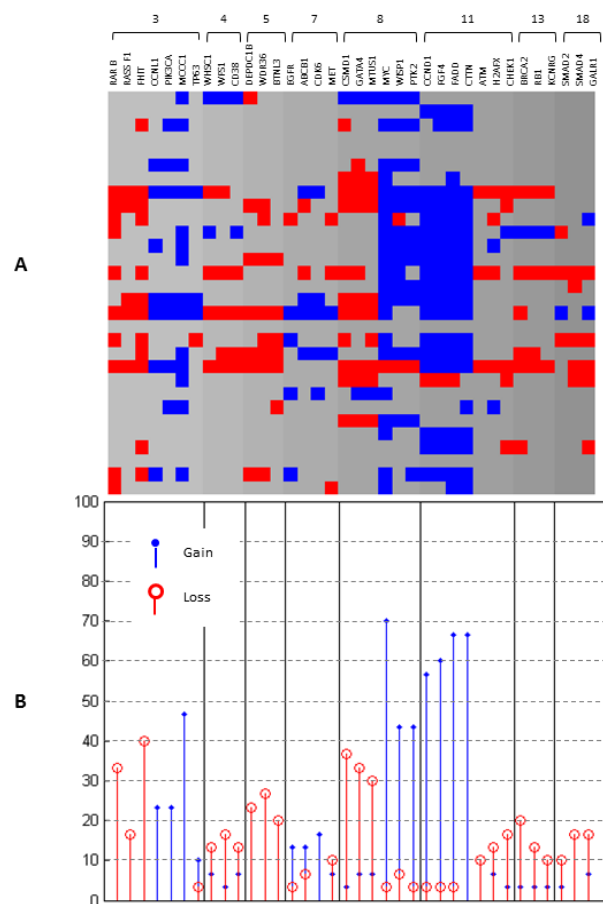 3 4 5 7 8 11 13 18
RAR B RASS F1 FHIT CCNL1 PIK3CA MCCC1 TP63 WHSC1 WFS1 CD38 DEPDC1B WDR36 BTNL3 EGFR ABCB1 CDK6 MET CSMD1 GATA4 MTUS1 MYC WISP1 PTK2 CCND1 FGF4 FADD CTTN ATM H2AFX CHEK1 BRCA2 RB1 KCNRG SMAD2 SMAD4 GALR1
A
100
90
Gain
80
Loss
70
60
50
B
40
30
20
10
0